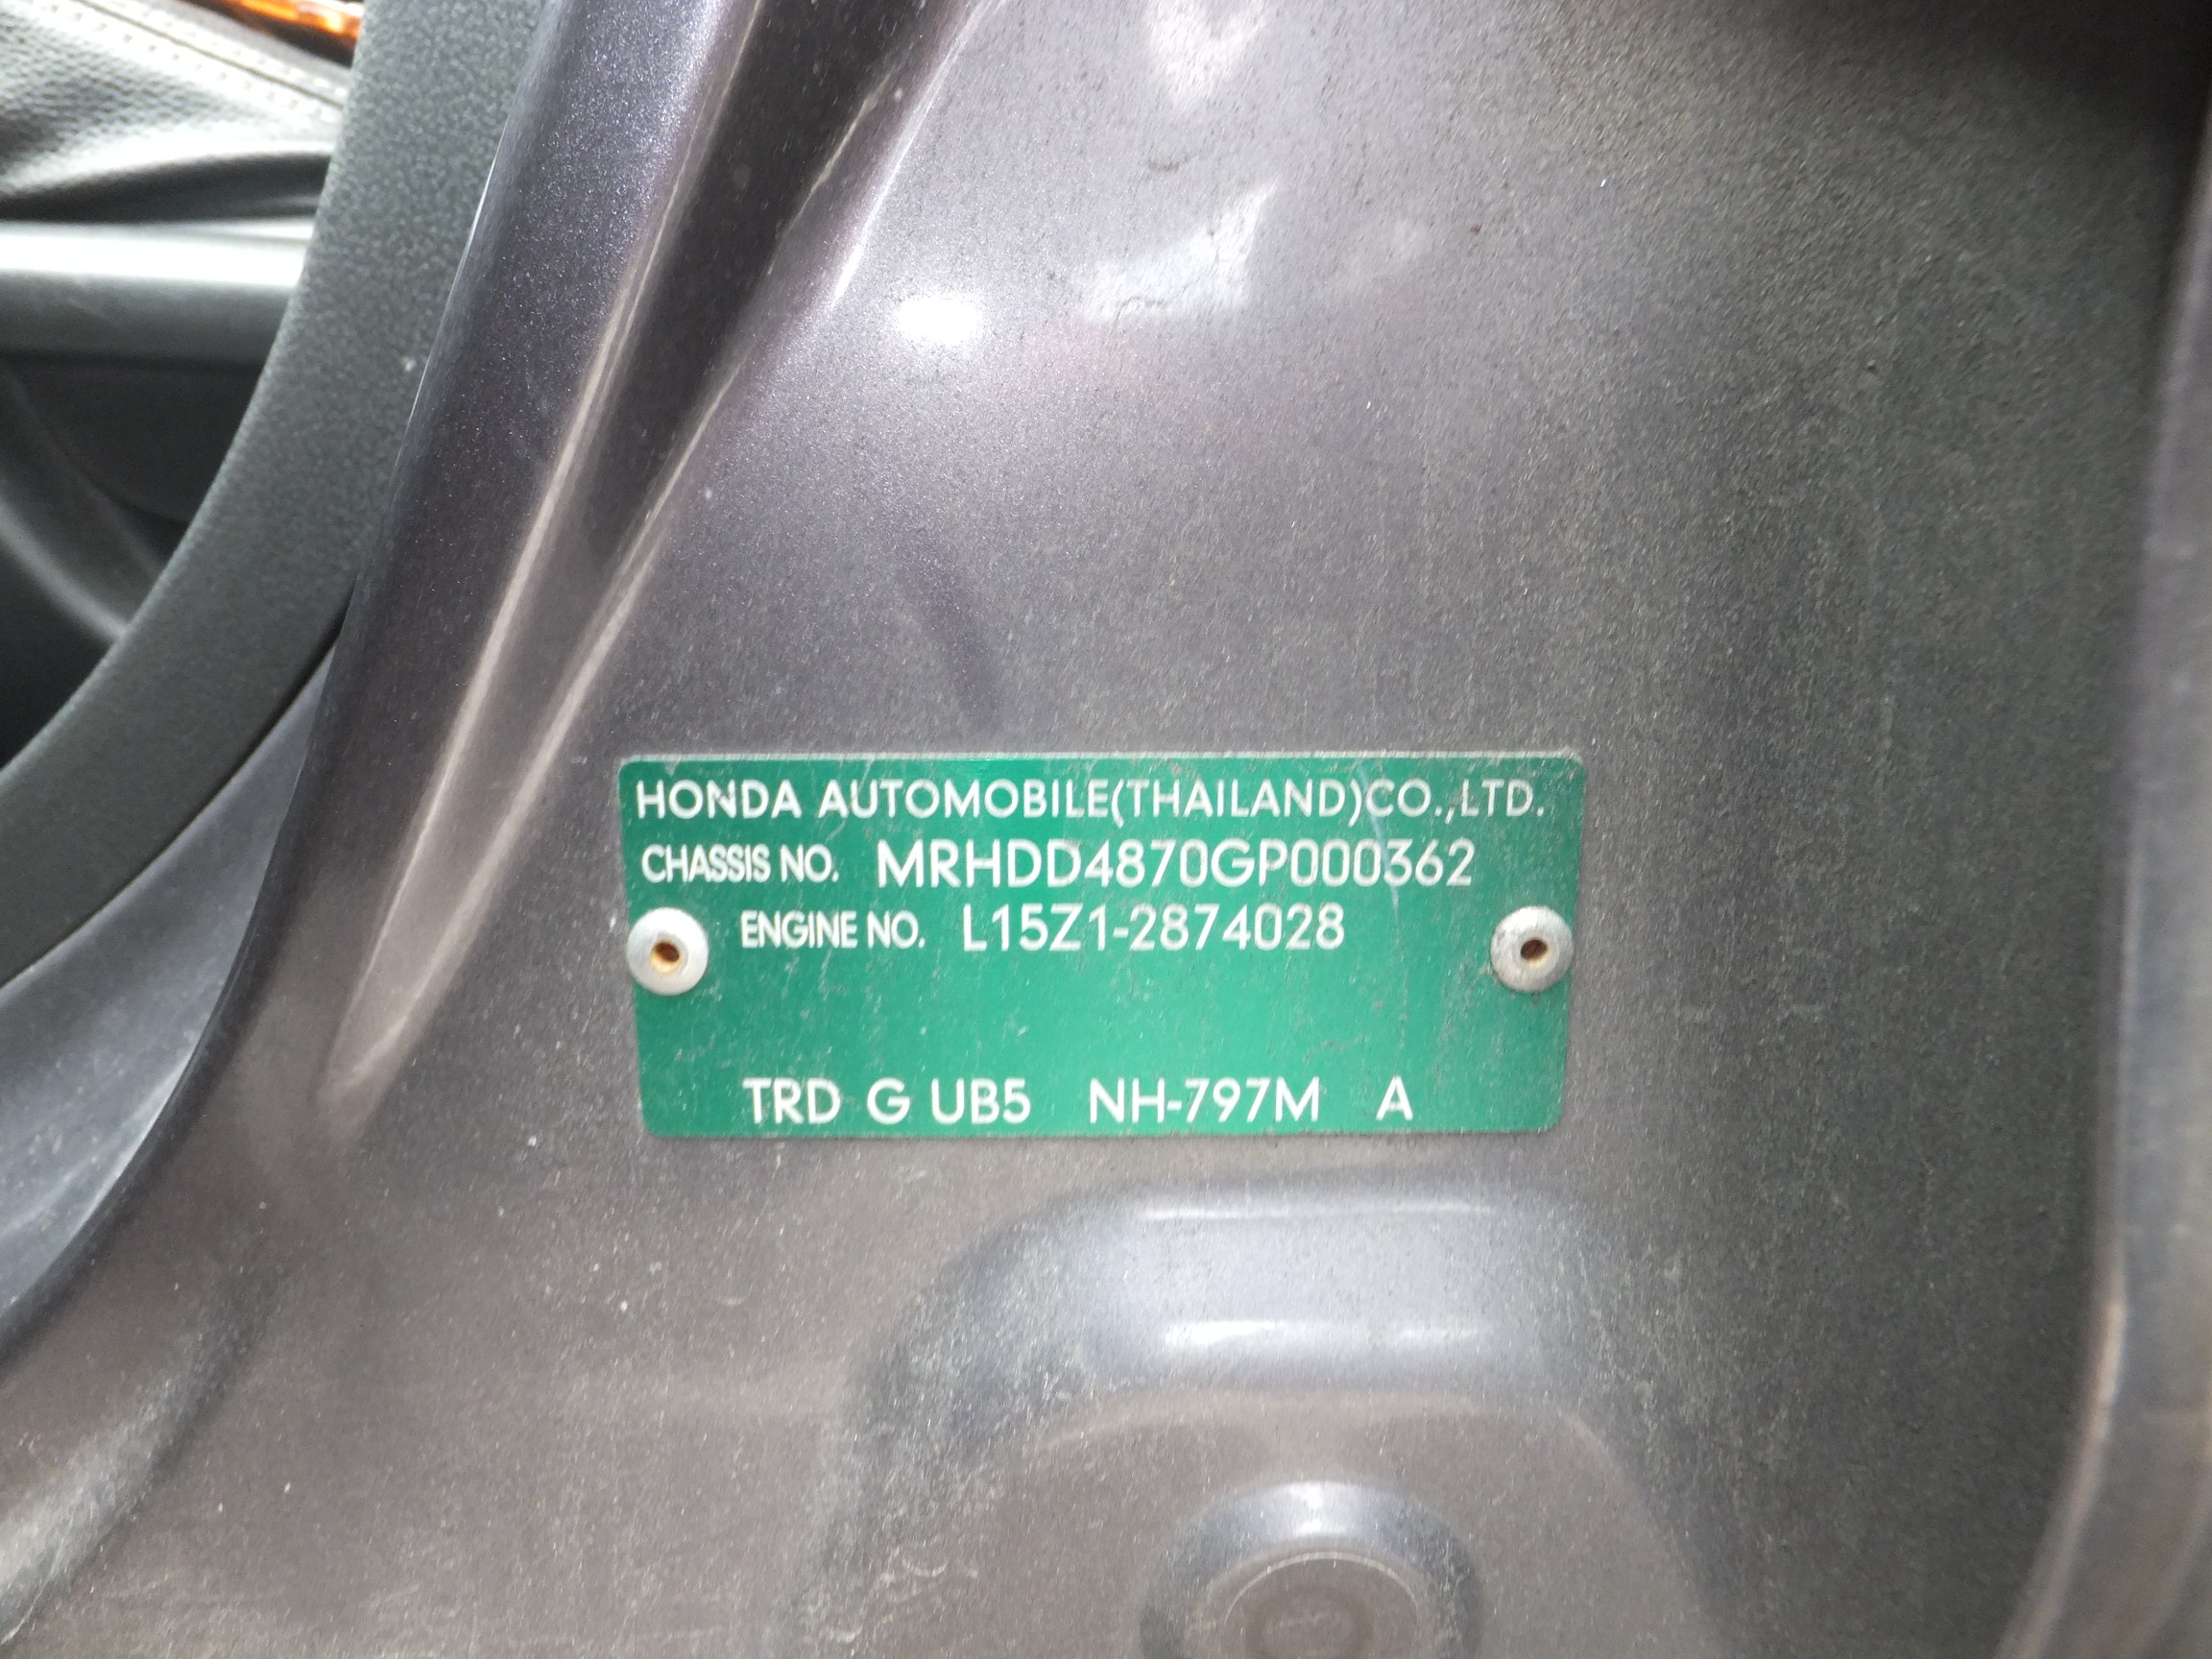 HONDA AUTOMOBILE(THAILAND)CO.,LTD.
CHASSIS NO. MRHDD4870GP000362
ENGINE NO. L15Z1-2874028
TRD G UB5 NH-797M A